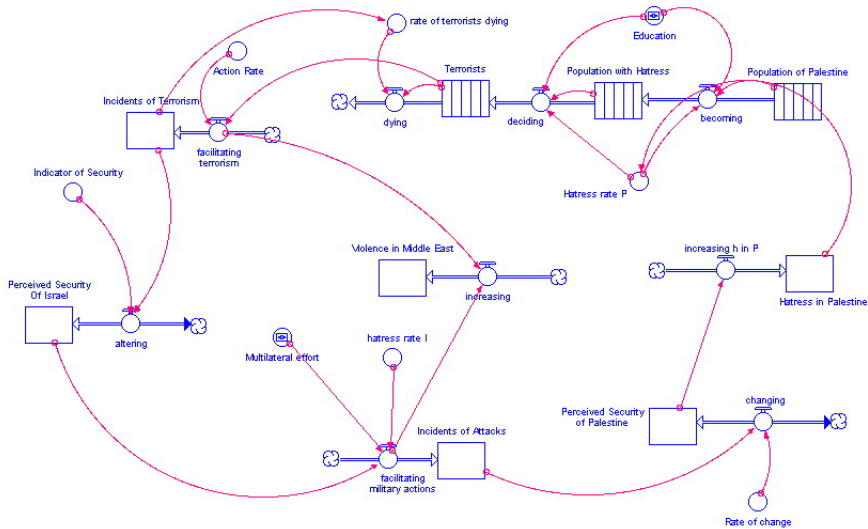 rate of terrorists dying
Education
Action Rate
Terrorists
Population with Hatress
Population of Palestine
Incidents of Terrorism
dying
deciding
becoming
facilitating
terrorism
Indicator of Security
Hatress rate P
Violence in Middle East
increasing h in P
Perceived Security
Of Israel
increasing
Hatress in Palestine
altering
hatress rate I
Multilateral effort
changing
Perceived Security
of Palestine
Incidents of Attacks
facilitating
military actions
Rate of change